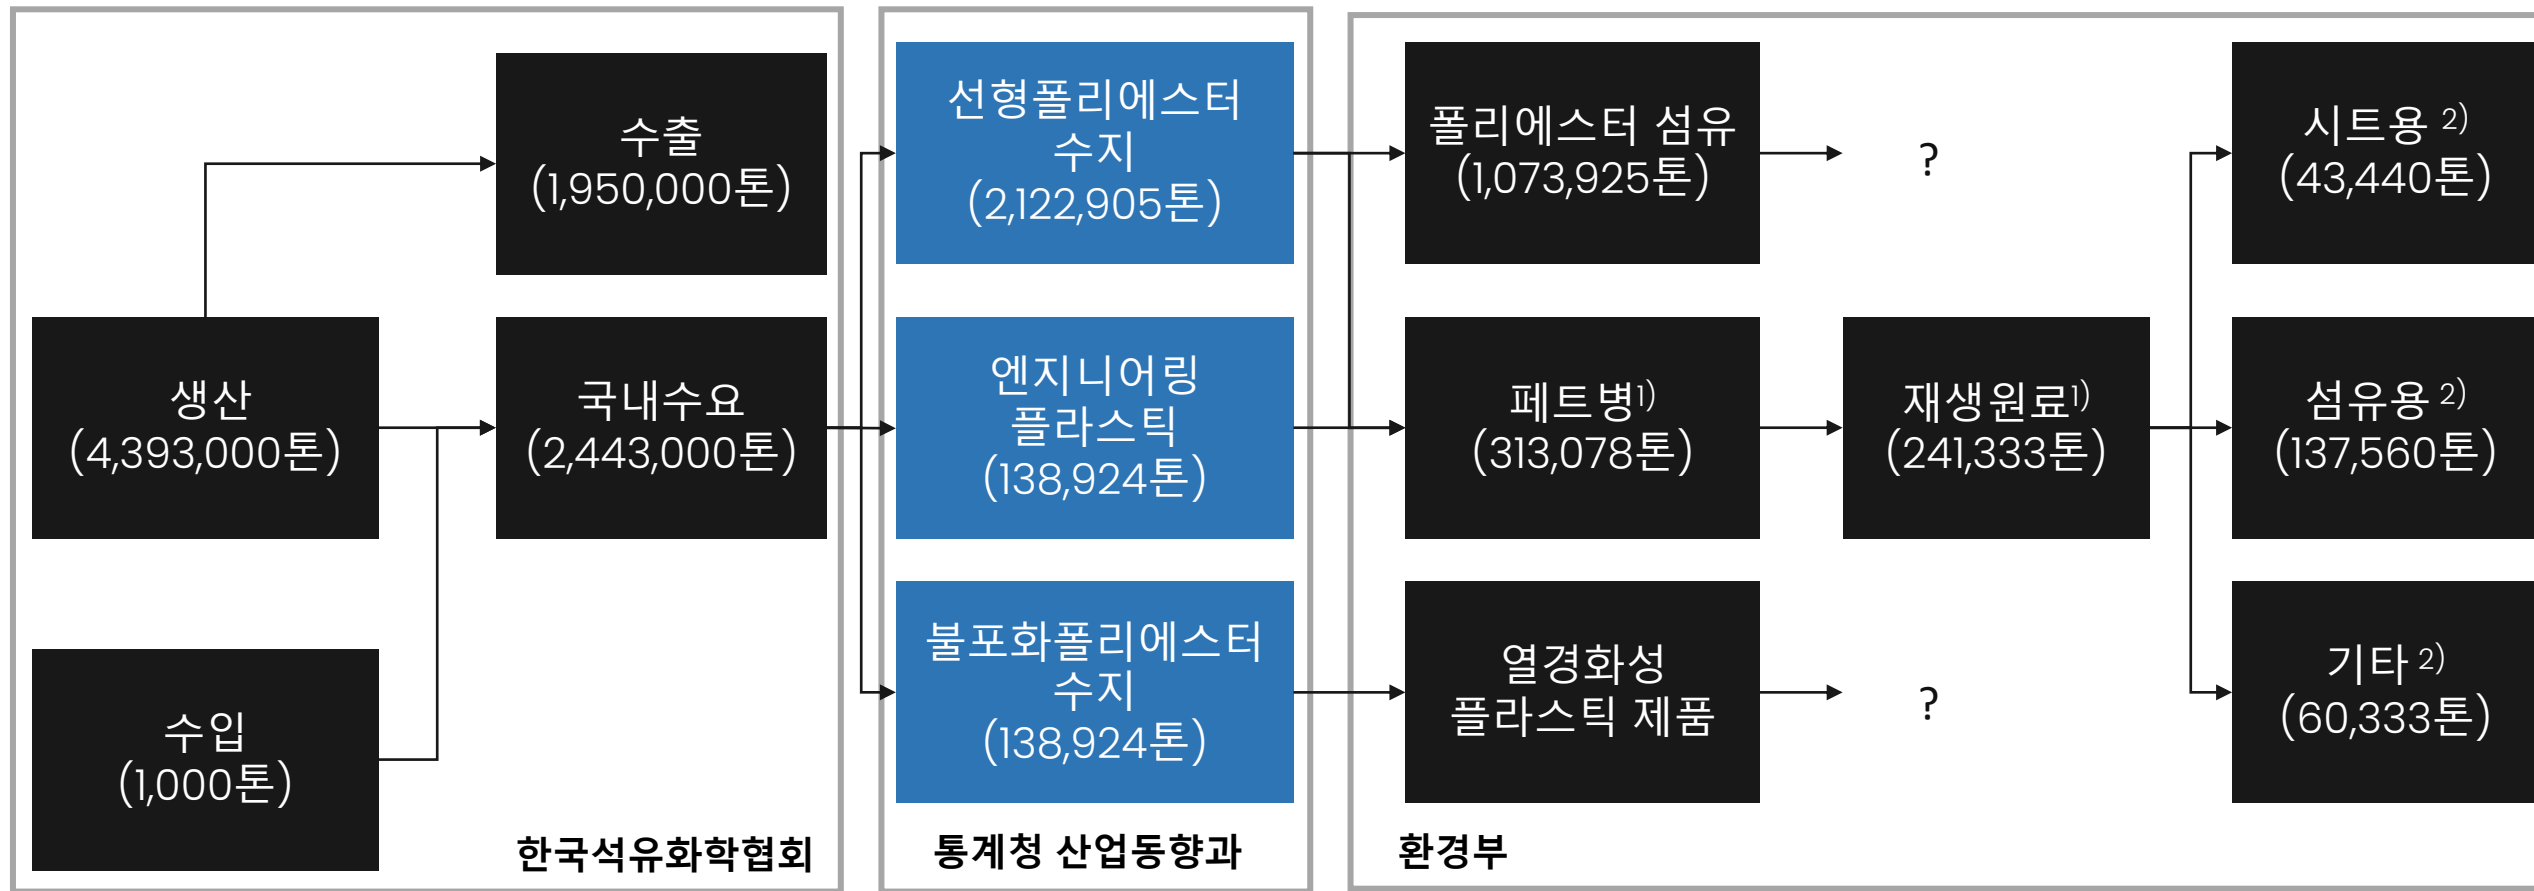 수출
(1,950,000톤)
생산
(4,393,000톤)
국내수요
(2,443,000톤)
수입
(1,000톤)
한국석유화학협회
선형폴리에스터
수지
(2,122,905톤)
엔지니어링
플라스틱
(138,924톤)
불포화폴리에스터
수지
(138,924톤)
통계청 산업동향과
폴리에스터 섬유
(1,073,925톤)
?
시트용 2)
(43,440톤)
페트병1)
(313,078톤)
재생원료1)
(241,333톤)
섬유용 2)
(137,560톤)
열경화성
플라스틱 제품
?
기타 2)
(60,333톤)
환경부